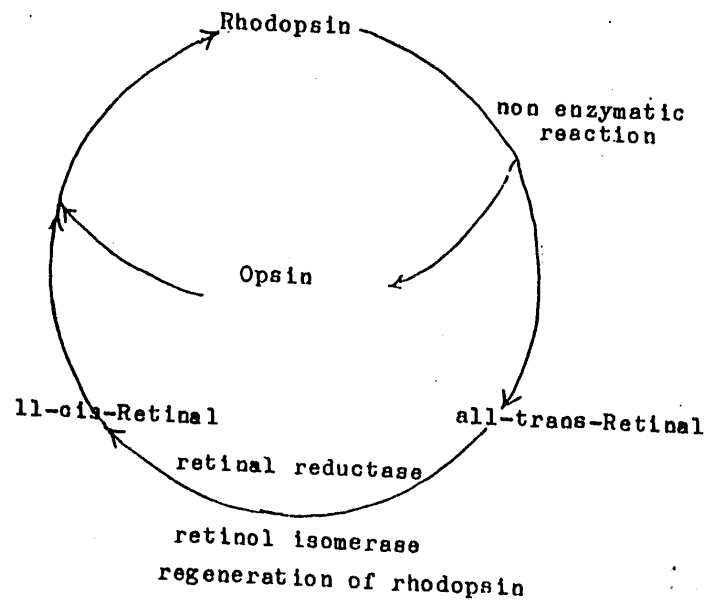 Rhodopsin
non enzymatic
reaction
Opsin
11-cis-Retinal
all-trans-Retinal
retinal reductase
retinol isomerase
regeneration of rhodopsin